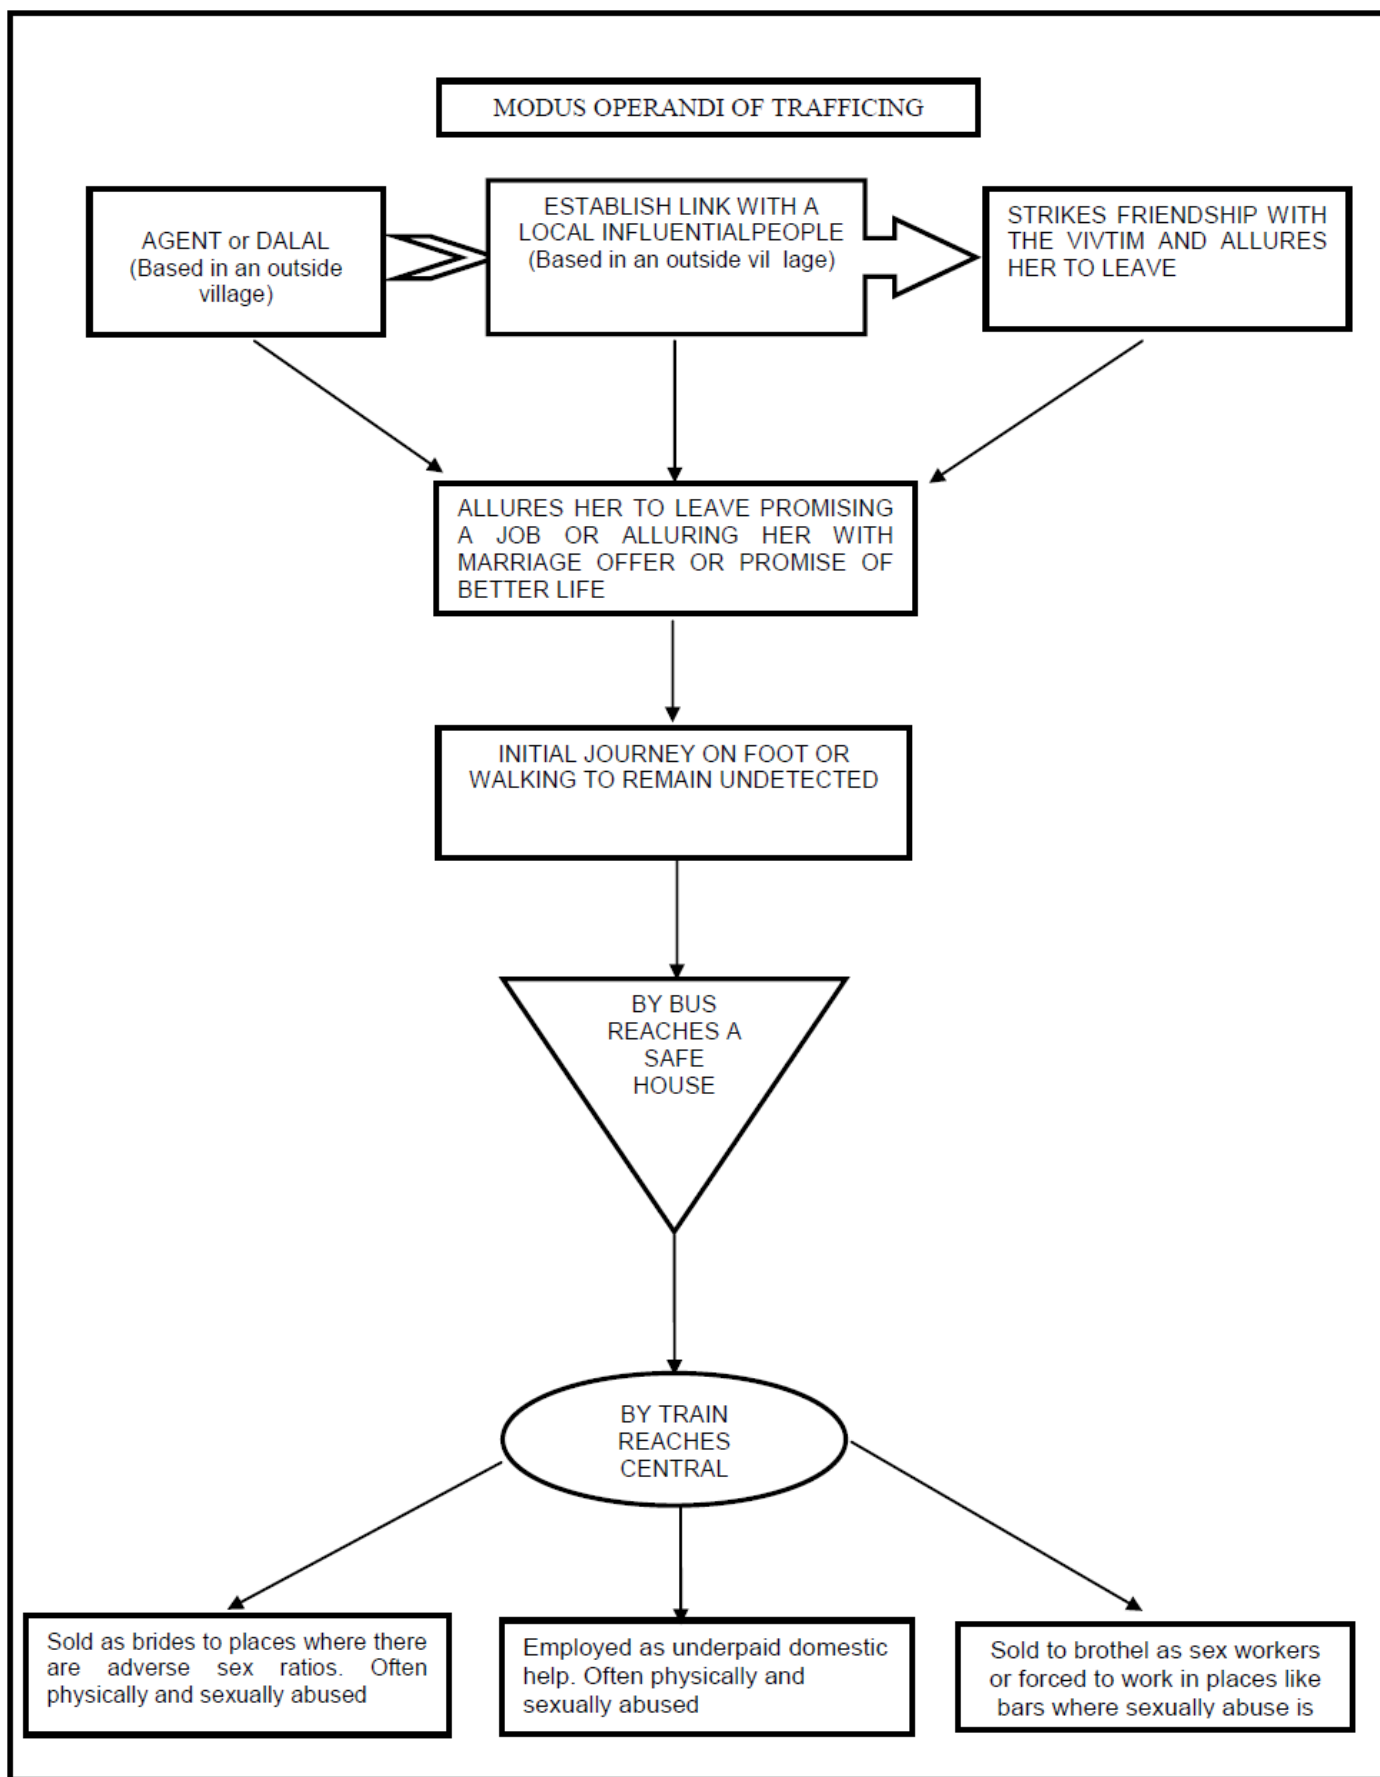 MODUS OPERANDI OF TRAFFICING
AGENT or DALAL
(Based in an outside
village)
ESTABLISH LINK WITH A
LOCAL INFLUENTIALPEOPLE
(Based in an outside vil lage)
STRIKES FRIENDSHIP WITH
THE VIVTIM AND ALLURES
HER TO LEAVE
ALLURES HER TO LEAVE PROMISING
A JOB OR ALLURING HER WITH
MARRIAGE OFFER OR PROMISE OF
BETTER LIFE
INITIAL JOURNEY ON FOOT OR
WALKING TO REMAIN UNDETECTED
BY BUS
REACHES A
SAFE
HOUSE
BY TRAIN
REACHES
CENTRAL
Sold as brides to places where there
are adverse sex ratios. Often
physically and sexually abused
Employed as underpaid domestic
help. Often physically and
sexually abused
Sold to brothel as sex workers
or forced to work in places like
bars where sexually abuse is